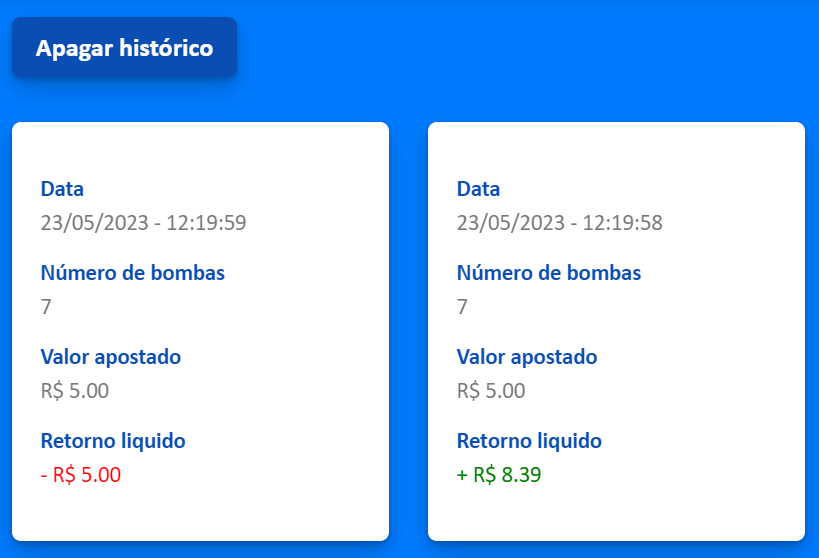 Apagar histórico
Data
23/05/2023 - 12:19:59
Número de bombas
7
Valor apostado
R$ 5.00
Retorno liquido
- R$ 5.00
Data
23/05/2023 - 12:19:58
Número de bombas
7
Valor apostado
R$ 5.00
Retorno liquido
+ R$ 8.39